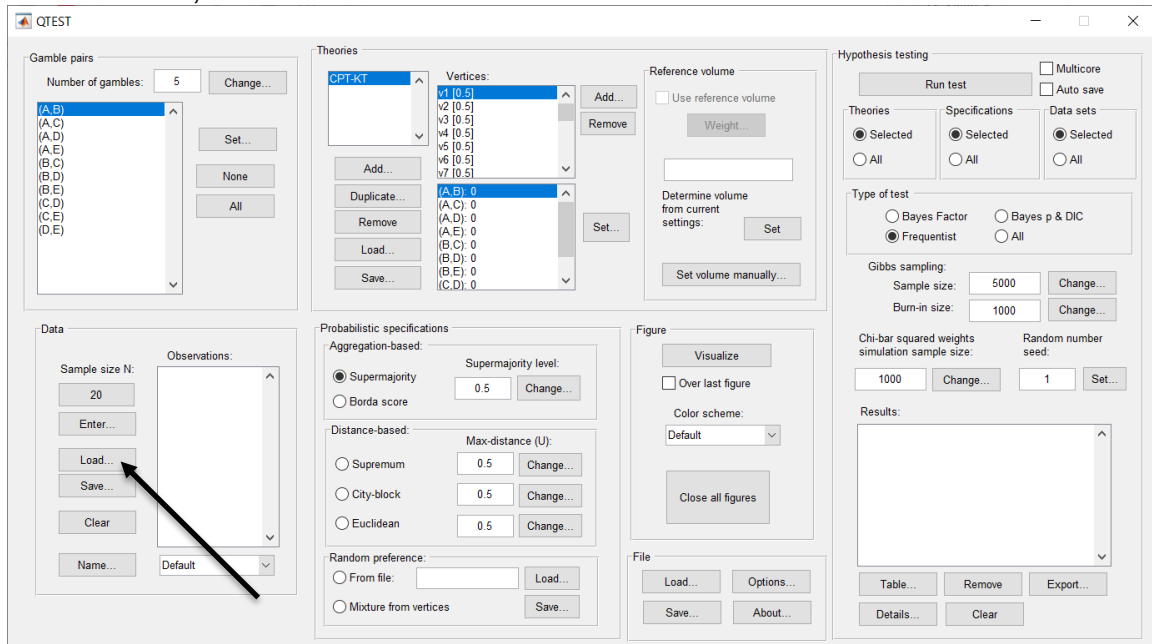 QTEST
Gamble pairs
Number of gambles: 5 Change...
(A,B)
(A,C)
(A,D)
(A,E)
(B,C)
(B,D)
(B,E)
(C,D)
(C,E)
(D,E)
Set...
None
All
Theories
CPT-KT
Add...
Duplicate...
Remove
Load...
Save...
Vertices:
v1 [0.5]
v2 [0.5]
v3 [0.5]
v4 [0.5]
v5 [0.5]
v6 [0.5]
v7 [0.5]
Add...
Remove
(A,B): 0
(A,C): 0
(A,D): 0
(A,E): 0
(B,C): 0
(B,D): 0
(B,E): 0
(C,D): 0
Set...
Reference volume
Use reference volume
Weight...
Determine volume
from current
settings:
Set
Set volume manually...
Hypothesis testing
Run test
Multicore
Auto save
Theories
Selected
All
Specifications
Selected
All
Data sets
Selected
All
Type of test
Bayes Factor Bayes p & DIC
Frequentist All
Gibbs sampling:
Sample size: 5000 Change...
Burn-in size: 1000 Change...
Chi-bar squared weights
simulation sample size:
1000 Change...
Random number
seed:
1 Set...
Results:
Table... Remove Export...
Details... Clear
Data
Sample size N:
20
Enter...
Load...
Save...
Clear
Name... Default
Observations:
Probabilistic specifications
Aggregation-based:
Supermajority level:
Supermajority 0.5 Change...
Borda score
Distance-based:
Max-distance (U):
Supremum 0.5 Change...
City-block 0.5 Change...
Euclidean 0.5 Change...
Random preference:
From file: Load...
Mixture from vertices Save...
Figure
Visualize
Over last figure
Color scheme:
Default
Close all figures
File
Load... Options...
Save... About...